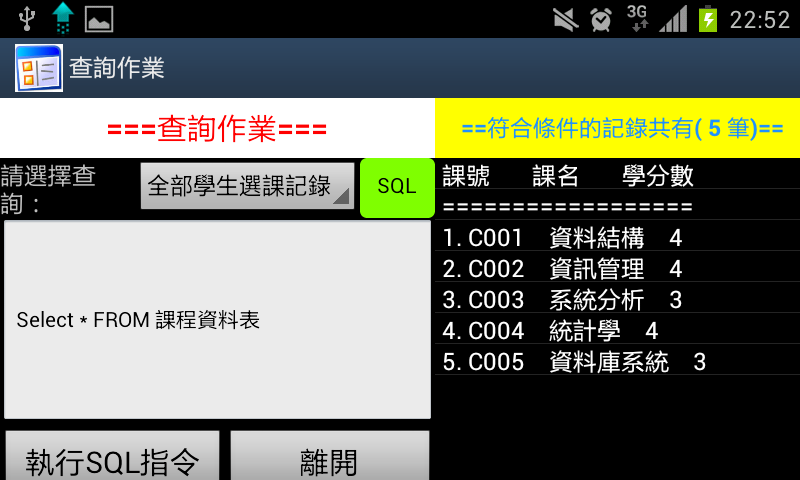 3G 22:52
查詢作業
===查詢作業===
請選擇查
詢：
全部學生選課記錄
SQL
Select * FROM 課程資料表
執行SQL指令
離開
==符合條件的記錄共有( 5 筆)==
課號 課名 學分數
==================
1. C001 資料結構 4
2. C002 資訊管理 4
3. C003 系統分析 3
4. C004 統計學 4
5. C005 資料庫系統 3